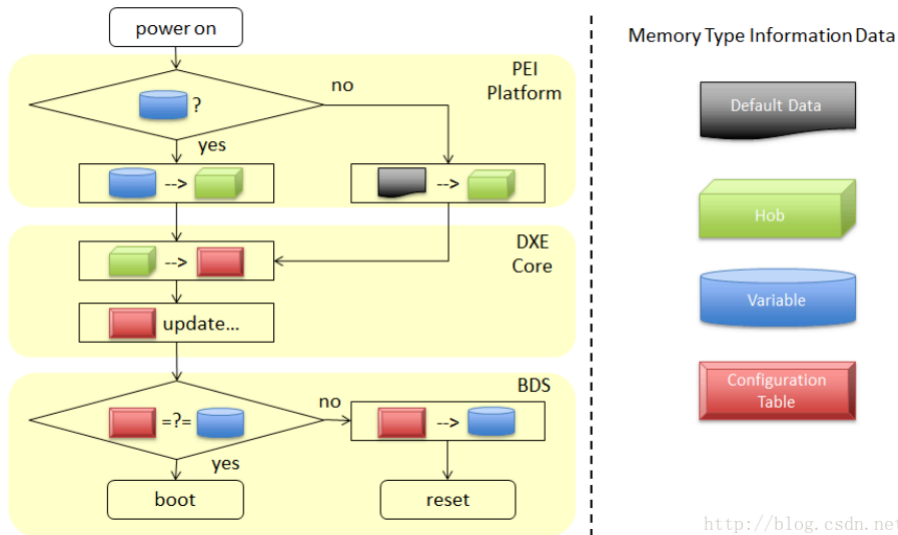 power on
PEI
Platform
?
no
yes
-->
-->
DXE
Core
-->
update...
BDS
=?=
no
-->
yes
boot
reset
Memory Type Information Data
Default Data
Hob
Variable
Configuration
Table
http://blog.csdn.net